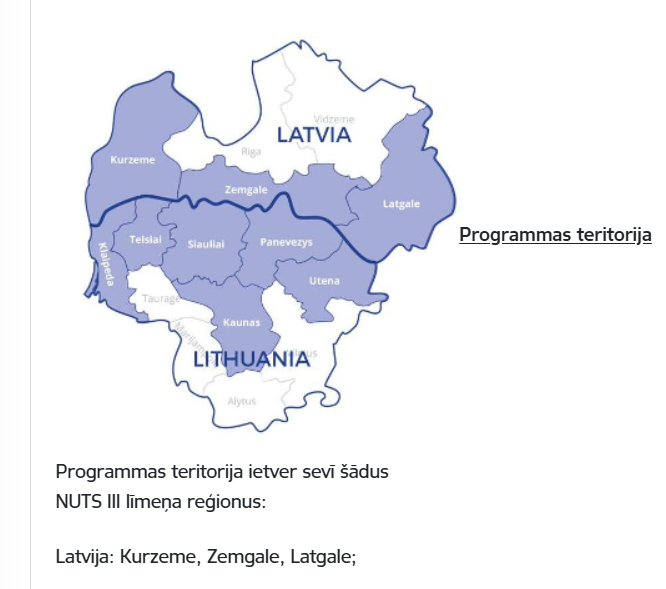 Vidzeme
LATVIA
Riga
Kurzeme
Zemgale
Latgale
Programmas teritorija
Telsiai
Siauliai
Panevezys
Klaipeda
Utena
Taurage
Kaunas
LITHUANIA
Alytus
Programmas teritorija ietver sevī šādus
NUTS III līmeņa reģionus:
Latvija: Kurzeme, Zemgale, Latgale;